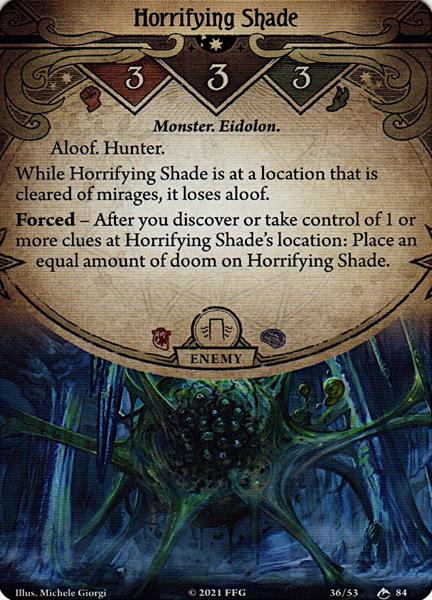 Horrifying Shade
3 3 3
Monster. Eidolon.
Aloof. Hunter.
While Horrifying Shade is at a location that is
cleared of mirages, it loses aloof.
Forced – After you discover or take control of 1 or
more clues at Horrifying Shade's location: Place an
equal amount of doom on Horrifying Shade.
ENEMY
Illus. Michele Giorgi © 2021 FFG 36/53 84